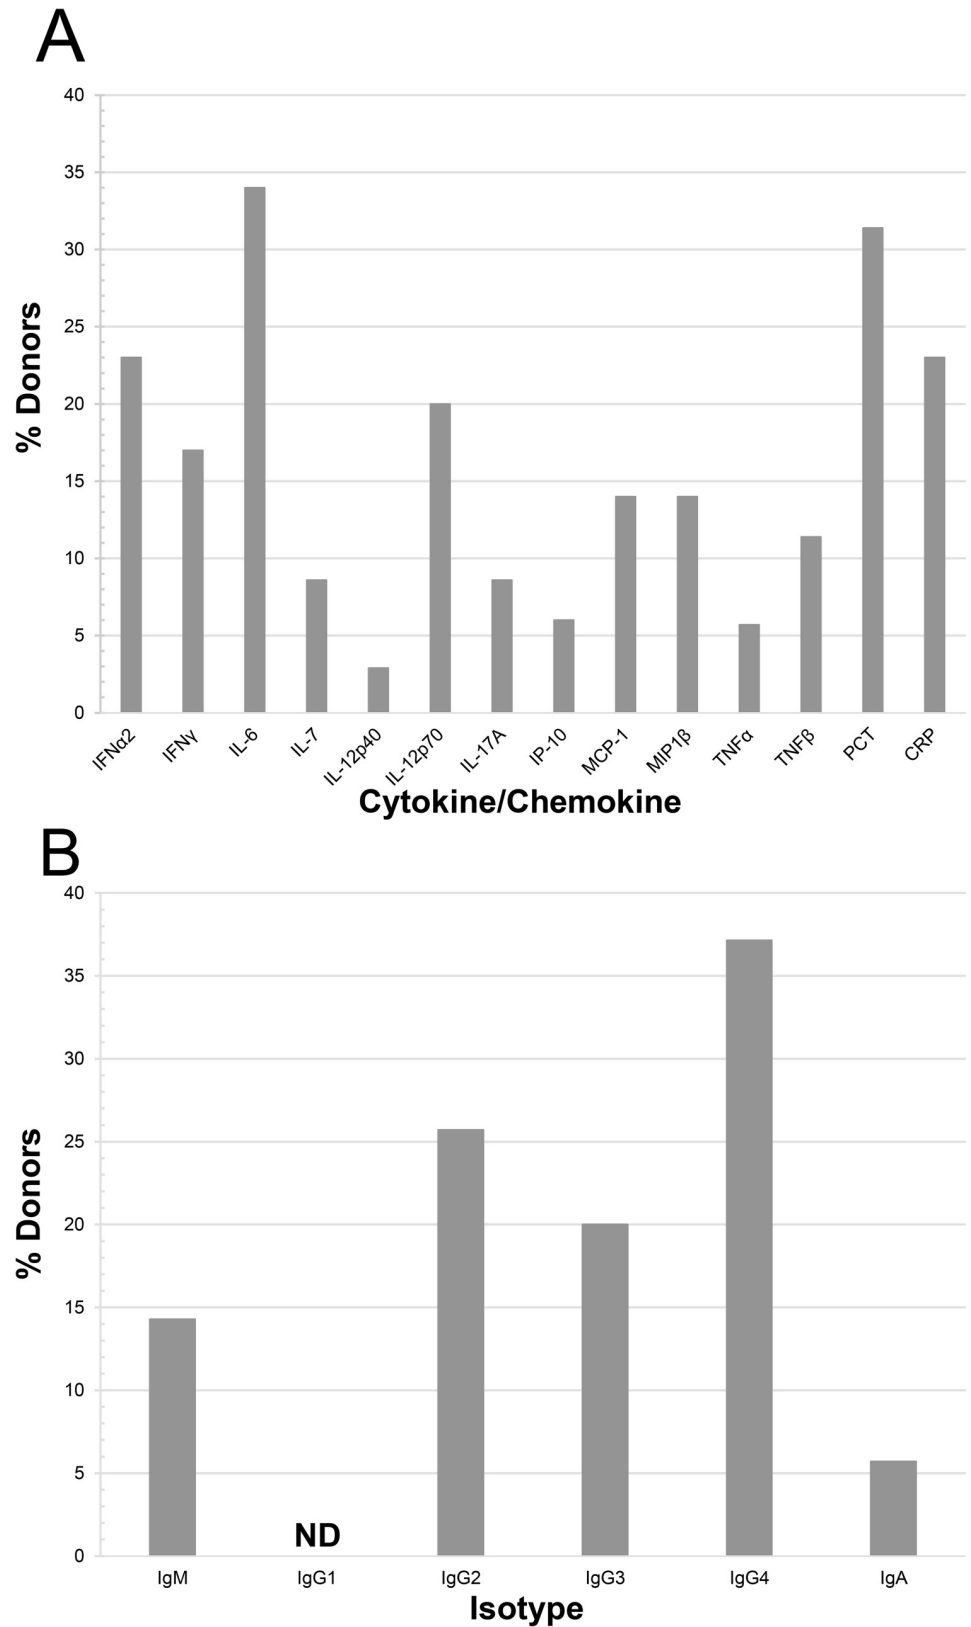 A
40
35
30
25
20
15
10
5
0
% Donors
IFNα2 IFNγ IL-6 IL-7 IL-12p40 IL-12p70 IL-17A IP-10 MCP-1 MIP1β TNFα TNFβ PCT CRP
Cytokine/Chemokine
B
40
35
30
25
20
15
10
5
0
% Donors
ND
IgM IgG1 IgG2 IgG3 IgG4 IgA
Isotype